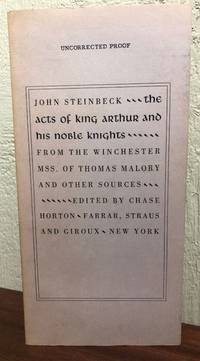 UNCORRECTED PROOF
JOHN STEINBECK~~~the
acts of king arthur and
his noble knights~~~~~~
FROM THE WINCHESTER
MSS. OF THOMAS MALORY
AND OTHER SOURCES~~~
~~~~~~EDITED BY CHASE
HORTON~FARRAR, STRAUS
AND GIROUX~NEW YORK